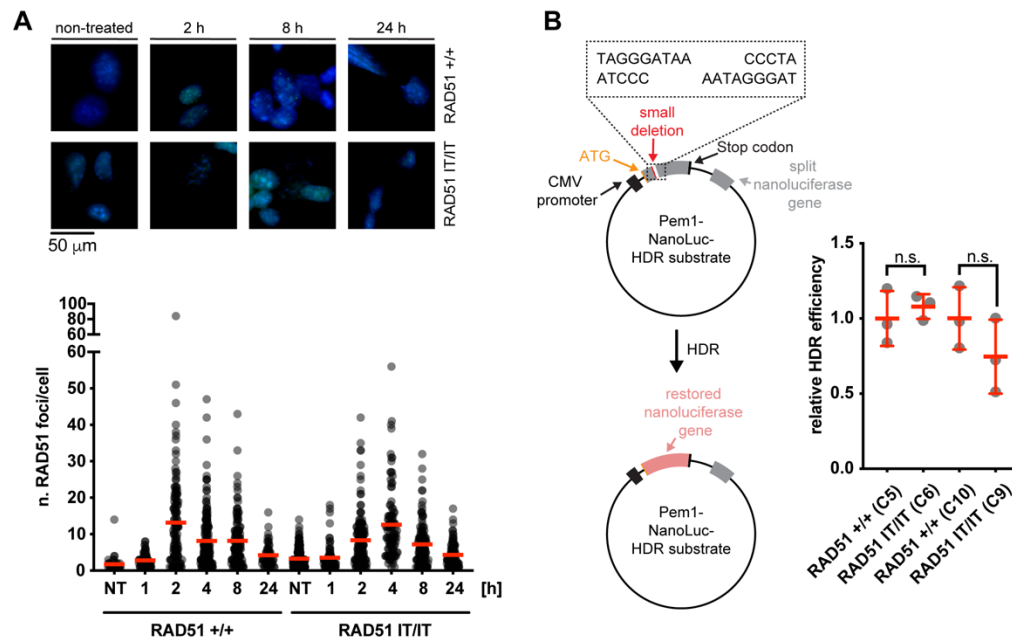 A
non-treated 2 h 8 h 24 h
RAD51 +/+
RAD51 IT/IT
50 μm
n. RAD51 foci/cell
100
80
60
50
40
30
20
10
0
NT 1 2 4 8 24 NT 1 2 4 8 24 [h]
RAD51 +/+ RAD51 IT/IT
B
TAGGGATAA CCCTA
ATCCC AATAGGGAT
small
deletion
ATG
Stop codon
CMV
promoter
split
nanoluciferase
gene
Pem1-
NanoLuc-
HDR substrate
HDR
restored
nanoluciferase
gene
Pem1-
NanoLuc-
HDR substrate
relative HDR efficiency
n.s. n.s.
1.5
1.0
0.5
0.0
RAD51 +/+ (C5)
RAD51 IT/IT (C6)
RAD51 +/+ (C10)
RAD51 IT/IT (C9)